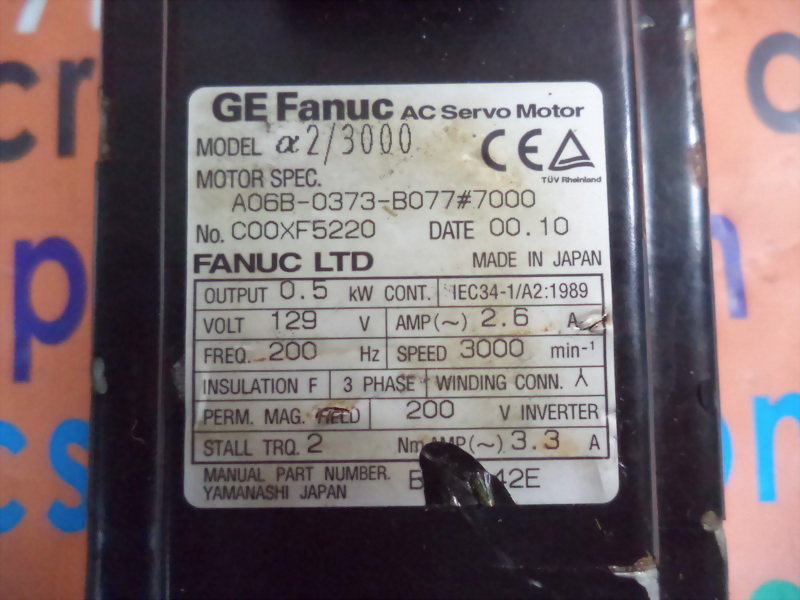 GE Fanuc AC Servo Motor
MODEL α2/3000
CE
TÜV Rheinland
MOTOR SPEC.
A06B-0373-B077#7000
No. C00XF5220 DATE 00.10
FANUC LTD MADE IN JAPAN
OUTPUT 0.5 kW CONT. IEC34-1/A2:1989
VOLT 129 V AMP(~) 2.6 A
FREQ. 200 Hz SPEED 3000 min-1
INSULATION F 3 PHASE WINDING CONN. 人
PERM. MAG. FIELD 200 V INVERTER
STALL TRQ. 2 Nm AMP(~) 3.3 A
MANUAL PART NUMBER. 42E
YAMANASHI JAPAN